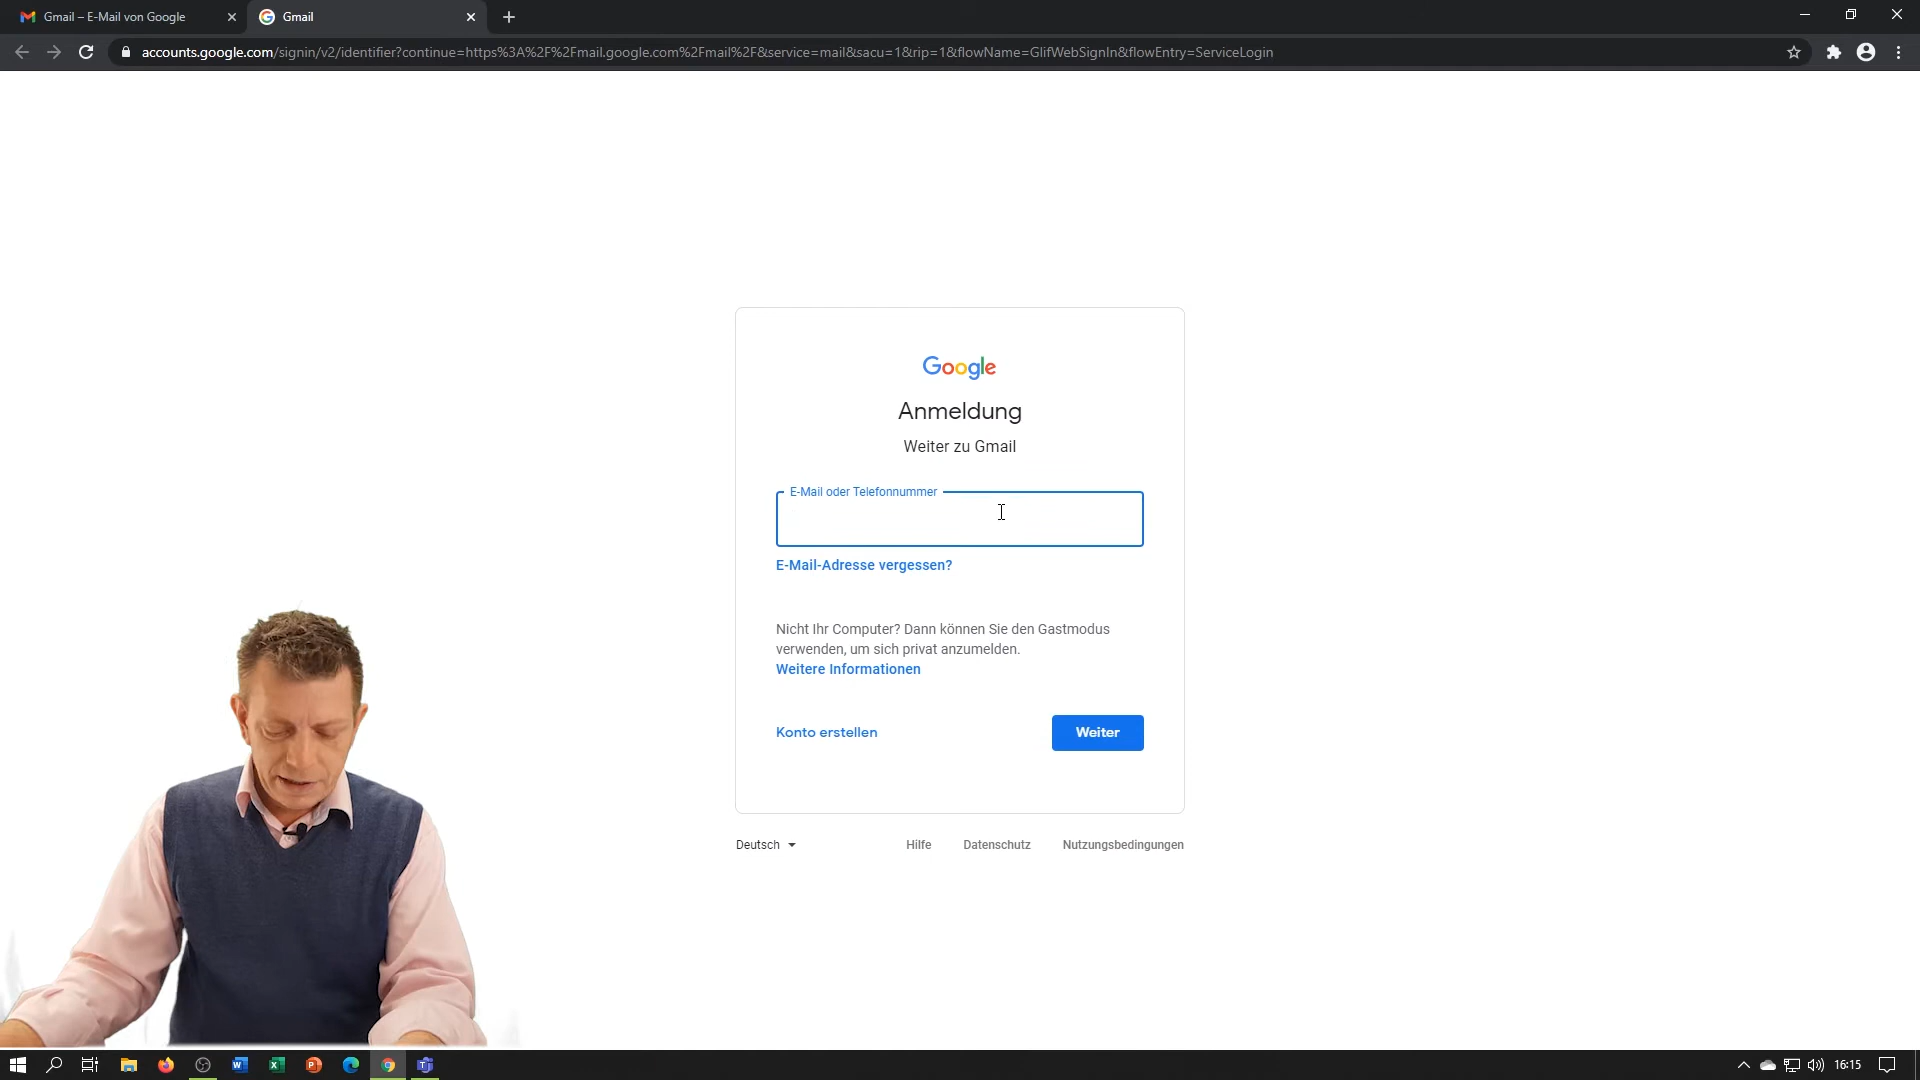 Gmail – E-Mail von Google
Gmail
accounts.google.com/signin/v2/identifier?continue=https%3A%2F%2Fmail.google.com%2Fmail%2F&service=mail&sacu=1&rip=1&flowName=GlifWebSignIn&flowEntry=ServiceLogin
Google
Anmeldung
Weiter zu Gmail
E-Mail oder Telefonnummer
E-Mail-Adresse vergessen?
Nicht Ihr Computer? Dann können Sie den Gastmodus
verwenden, um sich privat anzumelden.
Weitere Informationen
Konto erstellen
Weiter
Deutsch
Hilfe
Datenschutz
Nutzungsbedingungen
16:15